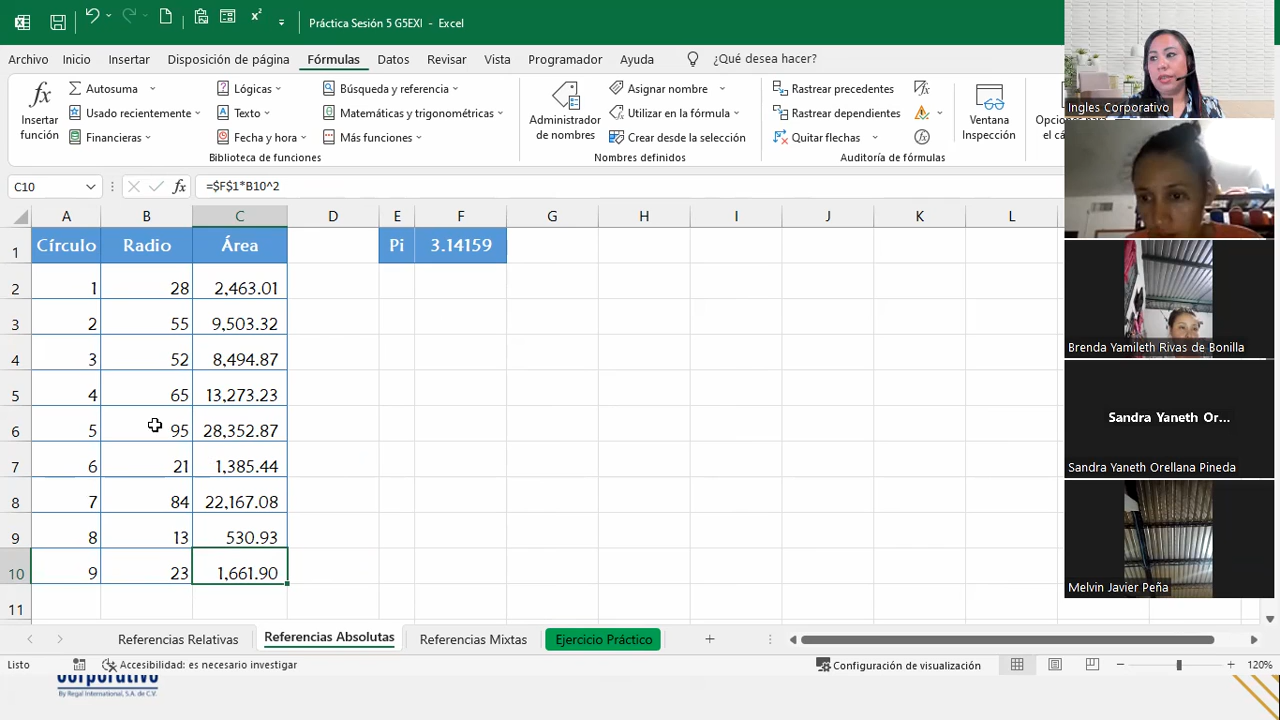 Práctica Sesión 5 G5EXI - Excel
Archivo Inicio Insertar Disposición de página Fórmulas Programador Ayuda ¿Qué desea hacer?
Insertar función
Autosuma
Usado recientemente
Financieras
Lógicas
Texto
Fecha y hora
Búsqueda y referencia
Matemáticas y trigonométricas
Más funciones
Biblioteca de funciones
Administrador de nombres
Asignar nombre
Utilizar en la fórmula
Crear desde la selección
Nombres definidos
Rastrear precedentes
Rastrear dependientes
Quitar flechas
Auditoría de fórmulas
Ventana Inspección
C10 fx =$F$1*B10^2
A B C D E F G H I J K L
1 Círculo Radio Área Pi 3.14159
2 1 28 2,463.01
3 2 55 9,503.32
4 3 52 8,494.87
5 4 65 13,273.23
6 5 95 28,352.87
7 6 21 1,385.44
8 7 84 22,167.08
9 8 13 530.93
10 9 23 1,661.90
11
Referencias Relativas Referencias Absolutas Referencias Mixtas Ejercicio Práctico
Listo Accesibilidad: es necesario investigar Configuración de visualización 120%
Corporativo
By Regal International, S.A. de C.V.
Ingles Corporativo
Brenda Yamileth Rivas de Bonilla
Sandra Yaneth Or...
Sandra Yaneth Orellana Pineda
Melvin Javier Peña